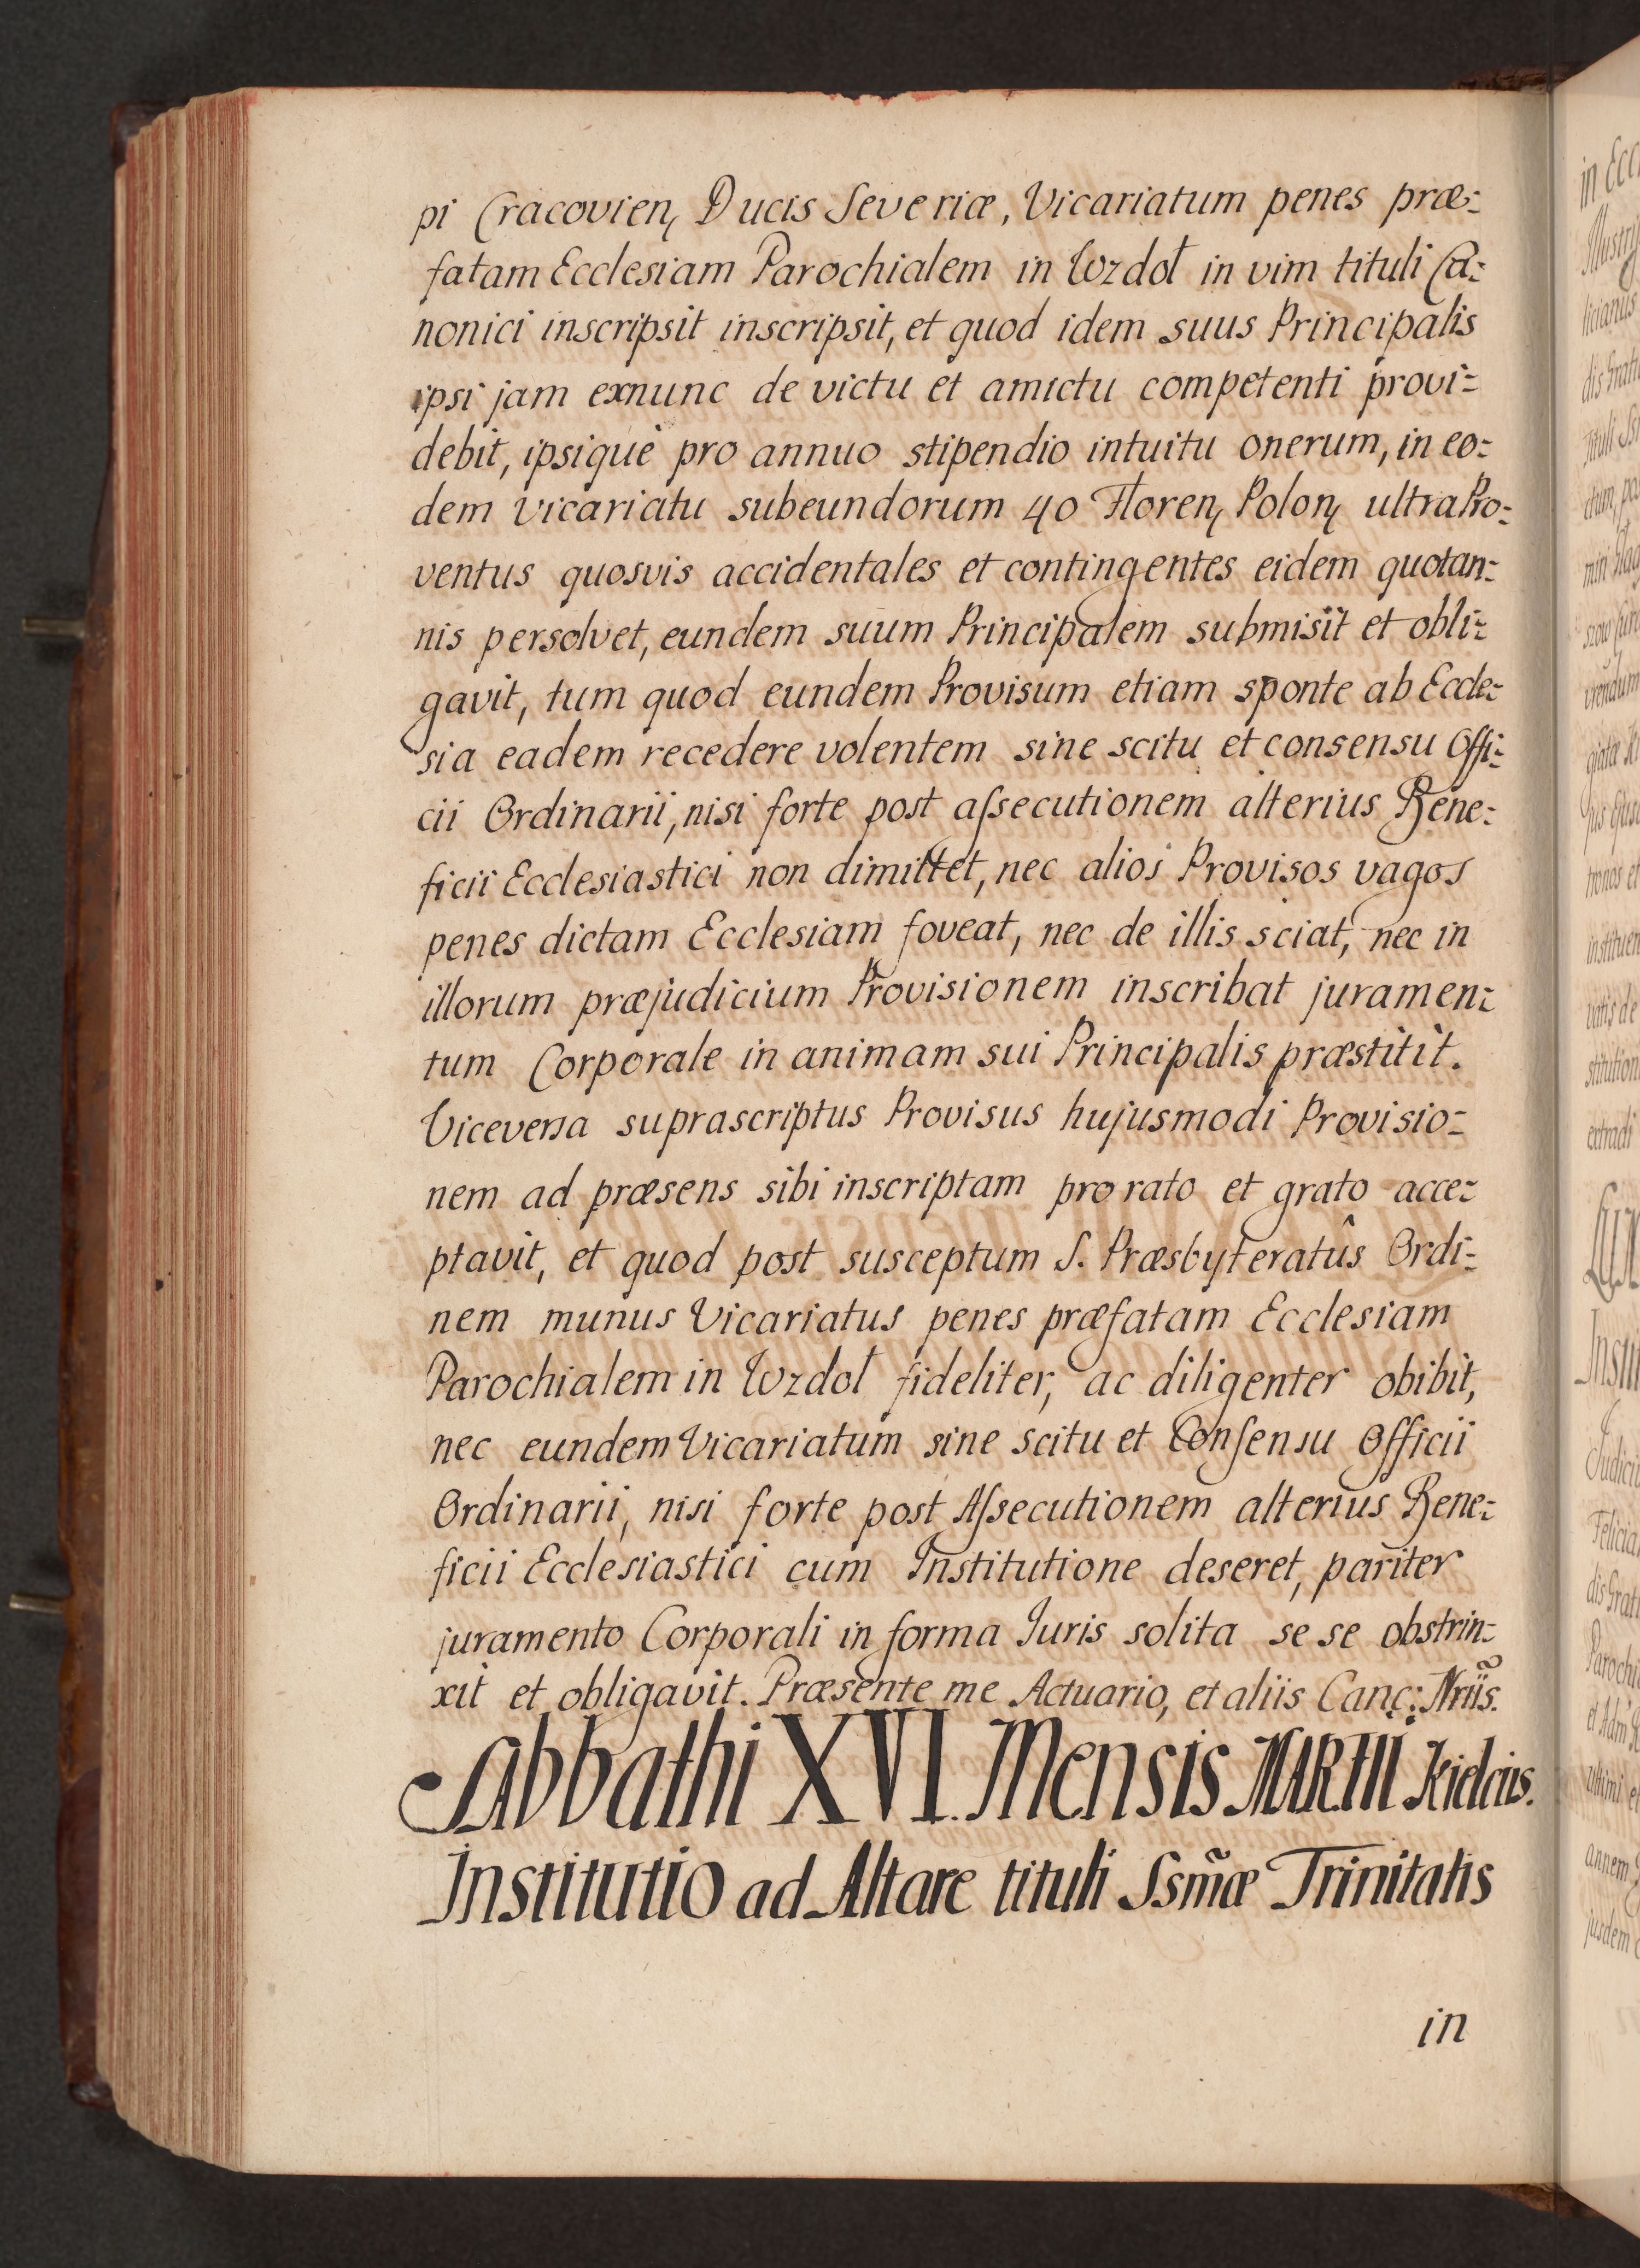 pi Cracovien, Ducis Severiæ, Vicariatum penes præ=
fatam Ecclesiam Parochialem in Wzdoł in vim tituli Ca=
nonici inscripsit inscripsit, et quod idem suus Principalis
ipsi jam exnunc de victu et amictu competenti provi=
debit, ipsiquè pro annuo stipendio intuitu onerum, in eo=
dem Vicariatu subeundorum 40 Floren, Polon, ultra Pro=
ventus quosvis accidentales et contingentes eidem quotan=
nis persolvet, eundem suum Principalem submisit et obli=
gavit, tum quod eundem Provisum etiam sponte ab Eccle=
sia eadem recedere volentem sine scitu et consensu Offi=
cii Ordinarii, nisi forte post aſsecutionem alterius Bene=
ficii Ecclesiastici non dimittet, nec alios Provisos vagos
penes dictam Ecclesiam foveat, nec de illis sciat, nec in
illorum præjudicium Provisionem inscribat juramen=
tum Corporale in animam sui Principalis præstitit.
Viceversa suprascriptus Provisus hujusmodi Provisio=
nem ad præsens sibi inscriptam pro rato et grato acce=
ptavit, et quod post susceptum S. Præsbyteratûs Ordi=
nem munus Vicariatus penes præfatam Ecclesiam
Parochialem in Wzdoł fideliter, ac diligenter obibit,
nec eundem Vicariatum sine scitu et Conſensu Officii
Ordinarii, nisi forte post Aſsecutionem alterius Bene=
ficii Ecclesiastici cum Institutione deseret, pariter
juramento Corporali in forma Iuris solita se se obstrin=
xit et obligavit. Præsente me Actuario, et aliis Canc: Nriis.
Sabbathi XVI. Mensis MARTII Kielciis.
Institutio ad Altare tituli Ssm̃æ Trinitatis
in